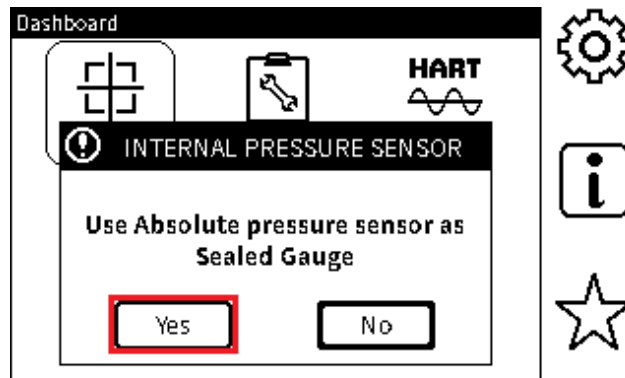 Dashboard
HART
INTERNAL PRESSURE SENSOR
Use Absolute pressure sensor as
Sealed Gauge
Yes No